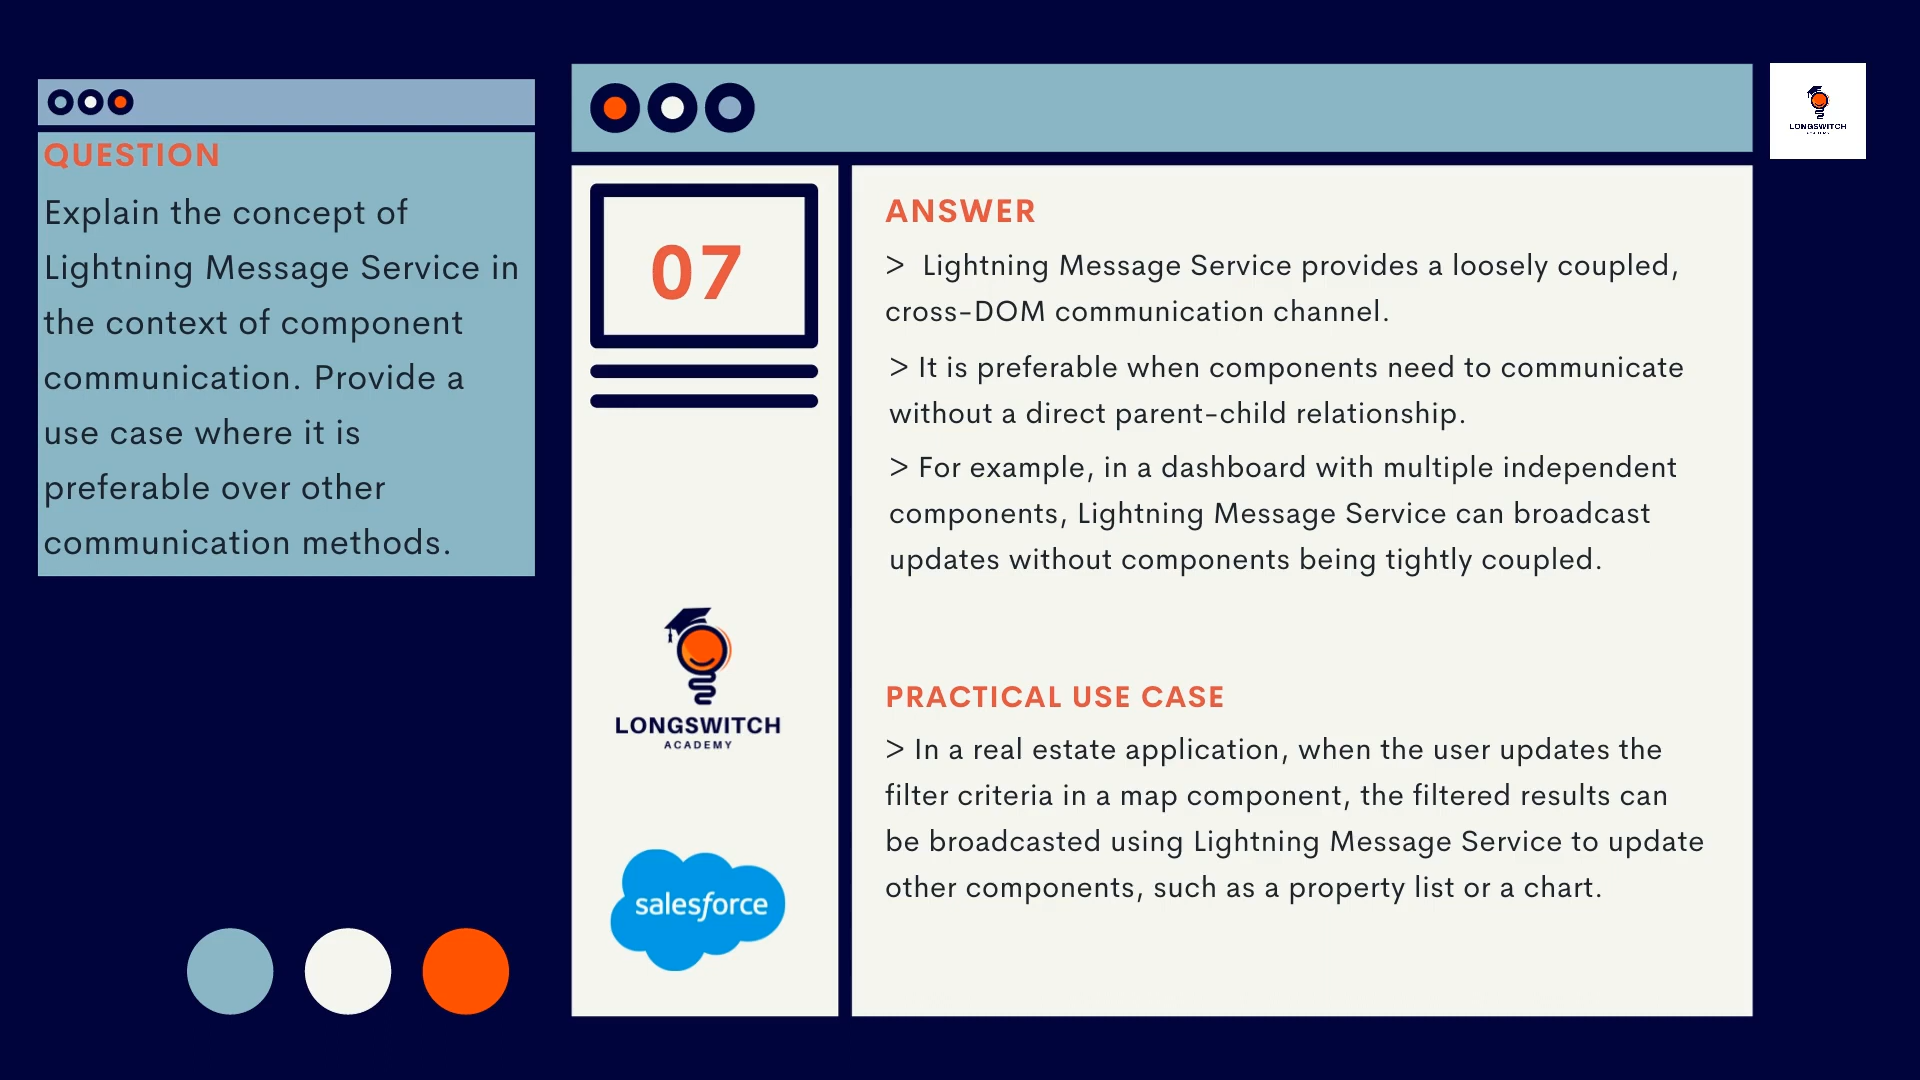 QUESTION
Explain the concept of
Lightning Message Service in
the context of component
communication. Provide a
use case where it is
preferable over other
communication methods.
07
LONGSWITCH
ACADEMY
salesforce
ANSWER
> Lightning Message Service provides a loosely coupled,
cross-DOM communication channel.
> It is preferable when components need to communicate
without a direct parent-child relationship.
> For example, in a dashboard with multiple independent
components, Lightning Message Service can broadcast
updates without components being tightly coupled.
PRACTICAL USE CASE
> In a real estate application, when the user updates the
filter criteria in a map component, the filtered results can
be broadcasted using Lightning Message Service to update
other components, such as a property list or a chart.
LONGSWITCH